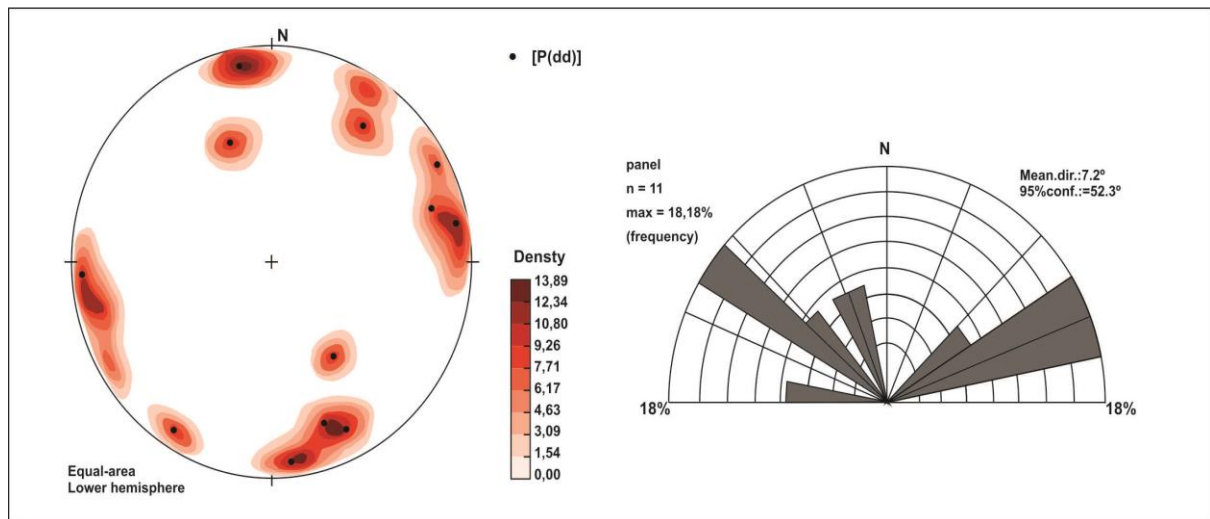 N
[P(dd)]
Equal-area
Lower hemisphere
Densty
13,89
12,34
10,80
9,26
7,71
6,17
4,63
3,09
1,54
0,00
panel
n = 11
max = 18,18%
(frequency)
N
Mean.dir.:7.2º
95%conf.:=52.3º
18%
18%